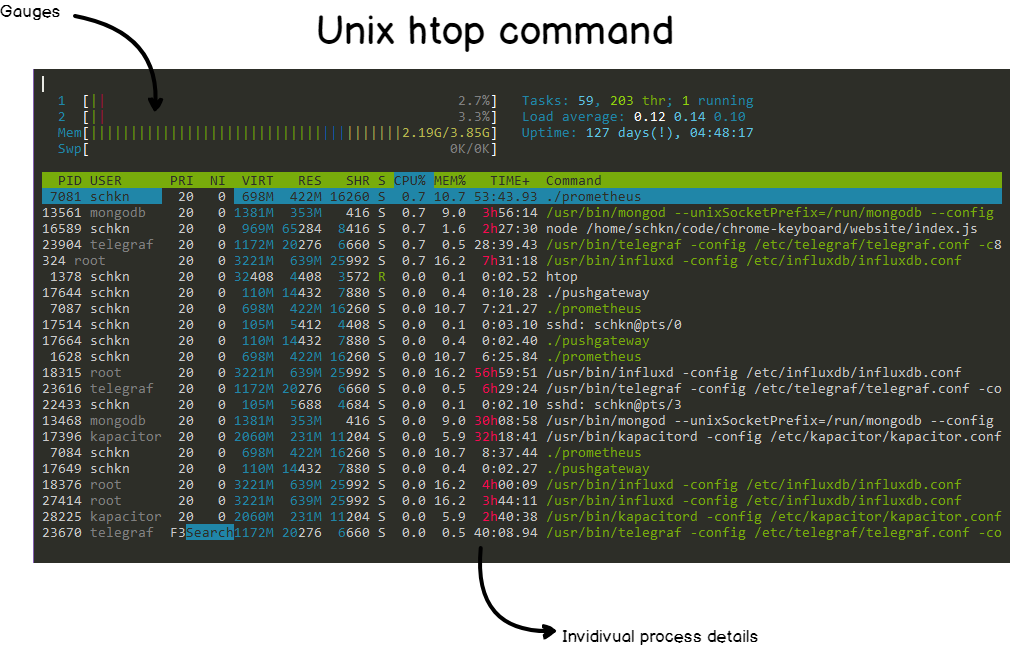 Gauges
Unix htop command
1 [|| 2.7%] Tasks: 59, 203 thr; 1 running
2 [|| 3.3%] Load average: 0.12 0.14 0.10
Mem[||||||||||||||||||||||||||||||||||||||2.19G/3.85G] Uptime: 127 days(!), 04:48:17
Swp[ 0K/0K]
PID USER PRI NI VIRT RES SHR S CPU% MEM% TIME+ Command
7081 schkn 20 0 698M 422M 16260 S 0.7 10.7 53:43.93 ./prometheus
13561 mongodb 20 0 1381M 353M 416 S 0.7 9.0 3h56:14 /usr/bin/mongod --unixSocketPrefix=/run/mongodb --config
16589 schkn 20 0 969M 65284 8416 S 0.7 1.6 2h27:30 node /home/schkn/code/chrome-keyboard/website/index.js
23904 telegraf 20 0 1172M 20276 6660 S 0.7 0.5 28:39.43 /usr/bin/telegraf -config /etc/telegraf/telegraf.conf -c8
324 root 20 0 3221M 639M 25992 S 0.7 16.2 7h31:18 /usr/bin/influxd -config /etc/influxdb/influxdb.conf
1378 schkn 20 0 32408 4408 3572 R 0.0 0.1 0:02.52 htop
17644 schkn 20 0 110M 14432 7880 S 0.0 0.4 0:10.28 ./pushgateway
7087 schkn 20 0 698M 422M 16260 S 0.0 10.7 7:21.27 ./prometheus
17514 schkn 20 0 105M 5412 4408 S 0.0 0.1 0:03.10 sshd: schkn@pts/0
17664 schkn 20 0 110M 14432 7880 S 0.0 0.4 0:02.40 ./pushgateway
1628 schkn 20 0 698M 422M 16260 S 0.0 10.7 6:25.84 ./prometheus
18315 root 20 0 3221M 639M 25992 S 0.0 16.2 56h59:51 /usr/bin/influxd -config /etc/influxdb/influxdb.conf
23616 telegraf 20 0 1172M 20276 6660 S 0.0 0.5 6h29:24 /usr/bin/telegraf -config /etc/telegraf/telegraf.conf -co
22433 schkn 20 0 105M 5688 4684 S 0.0 0.1 0:02.10 sshd: schkn@pts/3
13468 mongodb 20 0 1381M 353M 416 S 0.0 9.0 30h08:58 /usr/bin/mongod --unixSocketPrefix=/run/mongodb --config
17396 kapacitor 20 0 2060M 231M 11204 S 0.0 5.9 32h18:41 /usr/bin/kapacitord -config /etc/kapacitor/kapacitor.conf
7084 schkn 20 0 698M 422M 16260 S 0.0 10.7 8:37.44 ./prometheus
17649 schkn 20 0 110M 14432 7880 S 0.0 0.4 0:02.27 ./pushgateway
18376 root 20 0 3221M 639M 25992 S 0.0 16.2 4h00:09 /usr/bin/influxd -config /etc/influxdb/influxdb.conf
27414 root 20 0 3221M 639M 25992 S 0.0 16.2 3h44:11 /usr/bin/influxd -config /etc/influxdb/influxdb.conf
28225 kapacitor 20 0 2060M 231M 11204 S 0.0 5.9 2h40:38 /usr/bin/kapacitord -config /etc/kapacitor/kapacitor.conf
23670 telegraf F3Search1172M 20276 6660 S 0.0 0.5 40:08.94 /usr/bin/telegraf -config /etc/telegraf/telegraf.conf -co
Invidivual process details